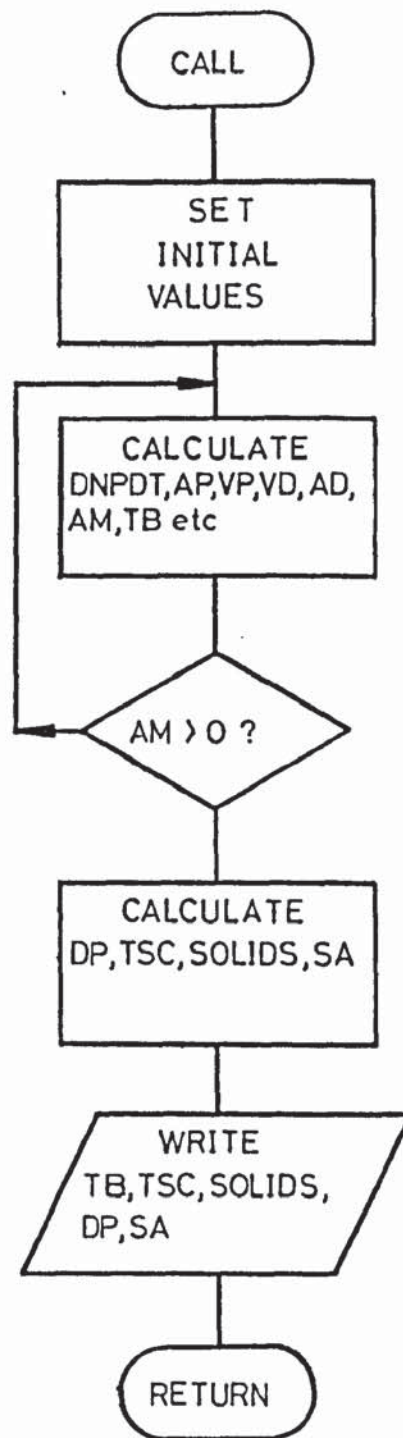 CALL
SET
INITIAL
VALUES
CALCULATE
DNPDT,AP,VP,VD,AD,
AM,TB etc
AM > 0 ?
CALCULATE
DP,TSC,SOLIDS,SA
WRITE
TB,TSC,SOLIDS,
DP,SA
RETURN